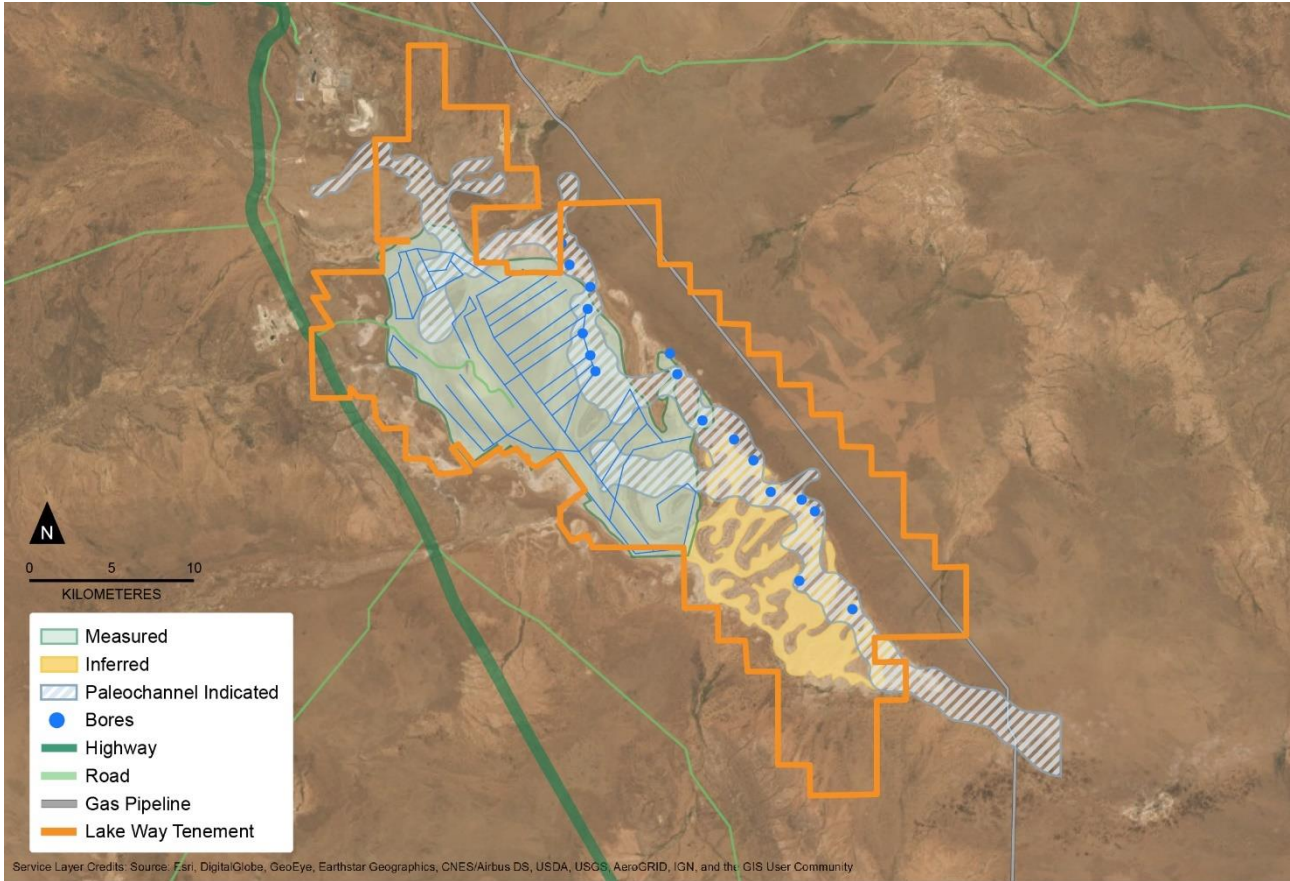 N
0 5 10
KILOMETERES
Measured
Inferred
Paleochannel Indicated
Bores
Highway
Road
Gas Pipeline
Lake Way Tenement
Service Layer Credits: Source: Esri, DigitalGlobe, GeoEye, Earthstar Geographics, CNES/Airbus DS, USDA, USGS, AeroGRID, IGN, and the GIS User Community